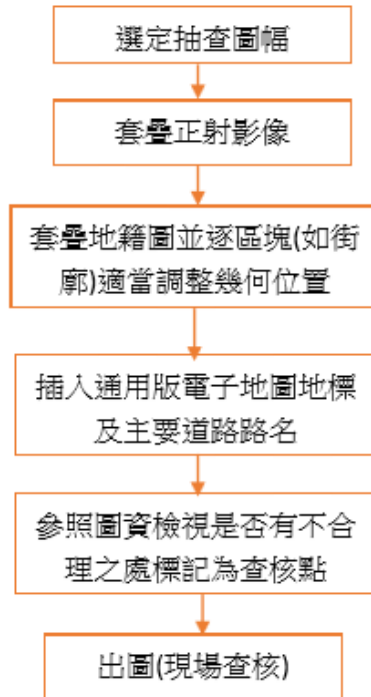 選定抽查圖幅
套疊正射影像
套疊地籍圖並逐區塊(如街
廓)適當調整幾何位置
插入通用版電子地圖地標
及主要道路路名
參照圖資檢視是否有不合
理之處標記為查核點
出圖(現場查核)